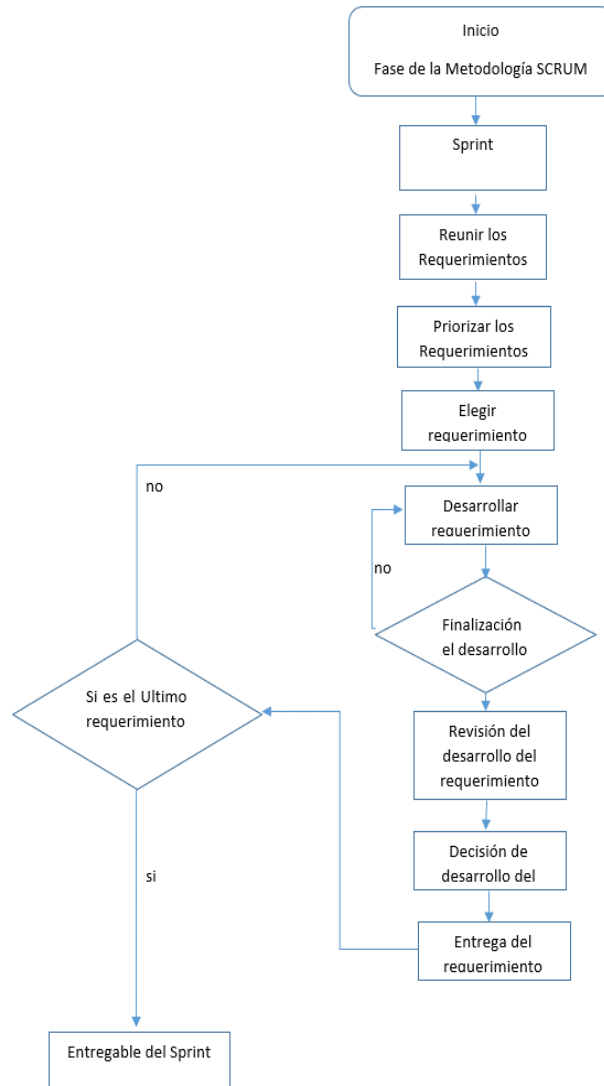 Inicio
Fase de la Metodología SCRUM
Sprint
Reunir los
Requerimientos
Priorizar los
Requerimientos
Elegir
requerimiento
no
Desarrollar
requerimiento
no
Finalización
el desarrollo
Si es el Ultimo
requerimiento
Revisión del
desarrollo del
requerimiento
Decisión de
desarrollo del
si
Entrega del
requerimiento
Entregable del Sprint